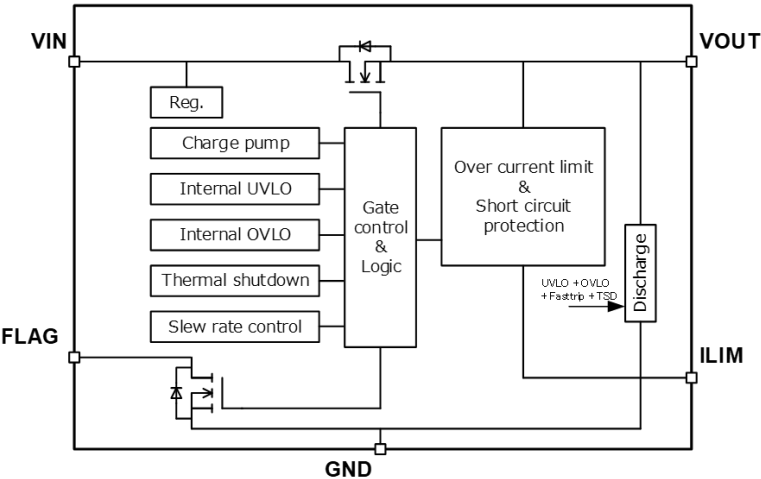 VIN
VOUT
Reg.
Charge pump
Internal UVLO
Internal OVLO
Thermal shutdown
Slew rate control
Gate
control
&
Logic
Over current limit
&
Short circuit
protection
UVLO + OVLO
+ Fasttrip + TSD
Discharge
FLAG
ILIM
GND